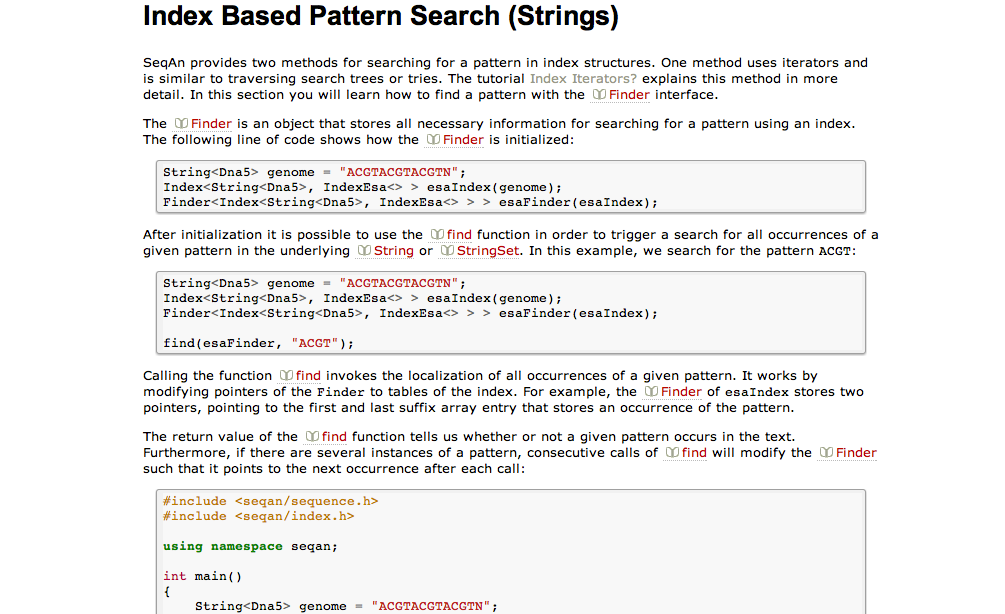 Index Based Pattern Search (Strings)
SeqAn provides two methods for searching for a pattern in index structures. One method uses iterators and
is similar to traversing search trees or tries. The tutorial Index Iterators? explains this method in more
detail. In this section you will learn how to find a pattern with the Finder interface.
The Finder is an object that stores all necessary information for searching for a pattern using an index.
The following line of code shows how the Finder is initialized:
String<Dna5> genome = "ACGTACGTACGTN";
Index<String<Dna5>, IndexEsa<> > esaIndex(genome);
Finder<Index<String<Dna5>, IndexEsa<> > > esaFinder(esaIndex);
After initialization it is possible to use the find function in order to trigger a search for all occurrences of a
given pattern in the underlying String or StringSet. In this example, we search for the pattern ACGT:
String<Dna5> genome = "ACGTACGTACGTN";
Index<String<Dna5>, IndexEsa<> > esaIndex(genome);
Finder<Index<String<Dna5>, IndexEsa<> > > esaFinder(esaIndex);
find(esaFinder, "ACGT");
Calling the function find invokes the localization of all occurrences of a given pattern. It works by
modifying pointers of the Finder to tables of the index. For example, the Finder of esaIndex stores two
pointers, pointing to the first and last suffix array entry that stores an occurrence of the pattern.
The return value of the find function tells us whether or not a given pattern occurs in the text.
Furthermore, if there are several instances of a pattern, consecutive calls of find will modify the Finder
such that it points to the next occurrence after each call:
#include <seqan/sequence.h>
#include <seqan/index.h>
using namespace seqan;
int main()
{
String<Dna5> genome = "ACGTACGTACGTN";